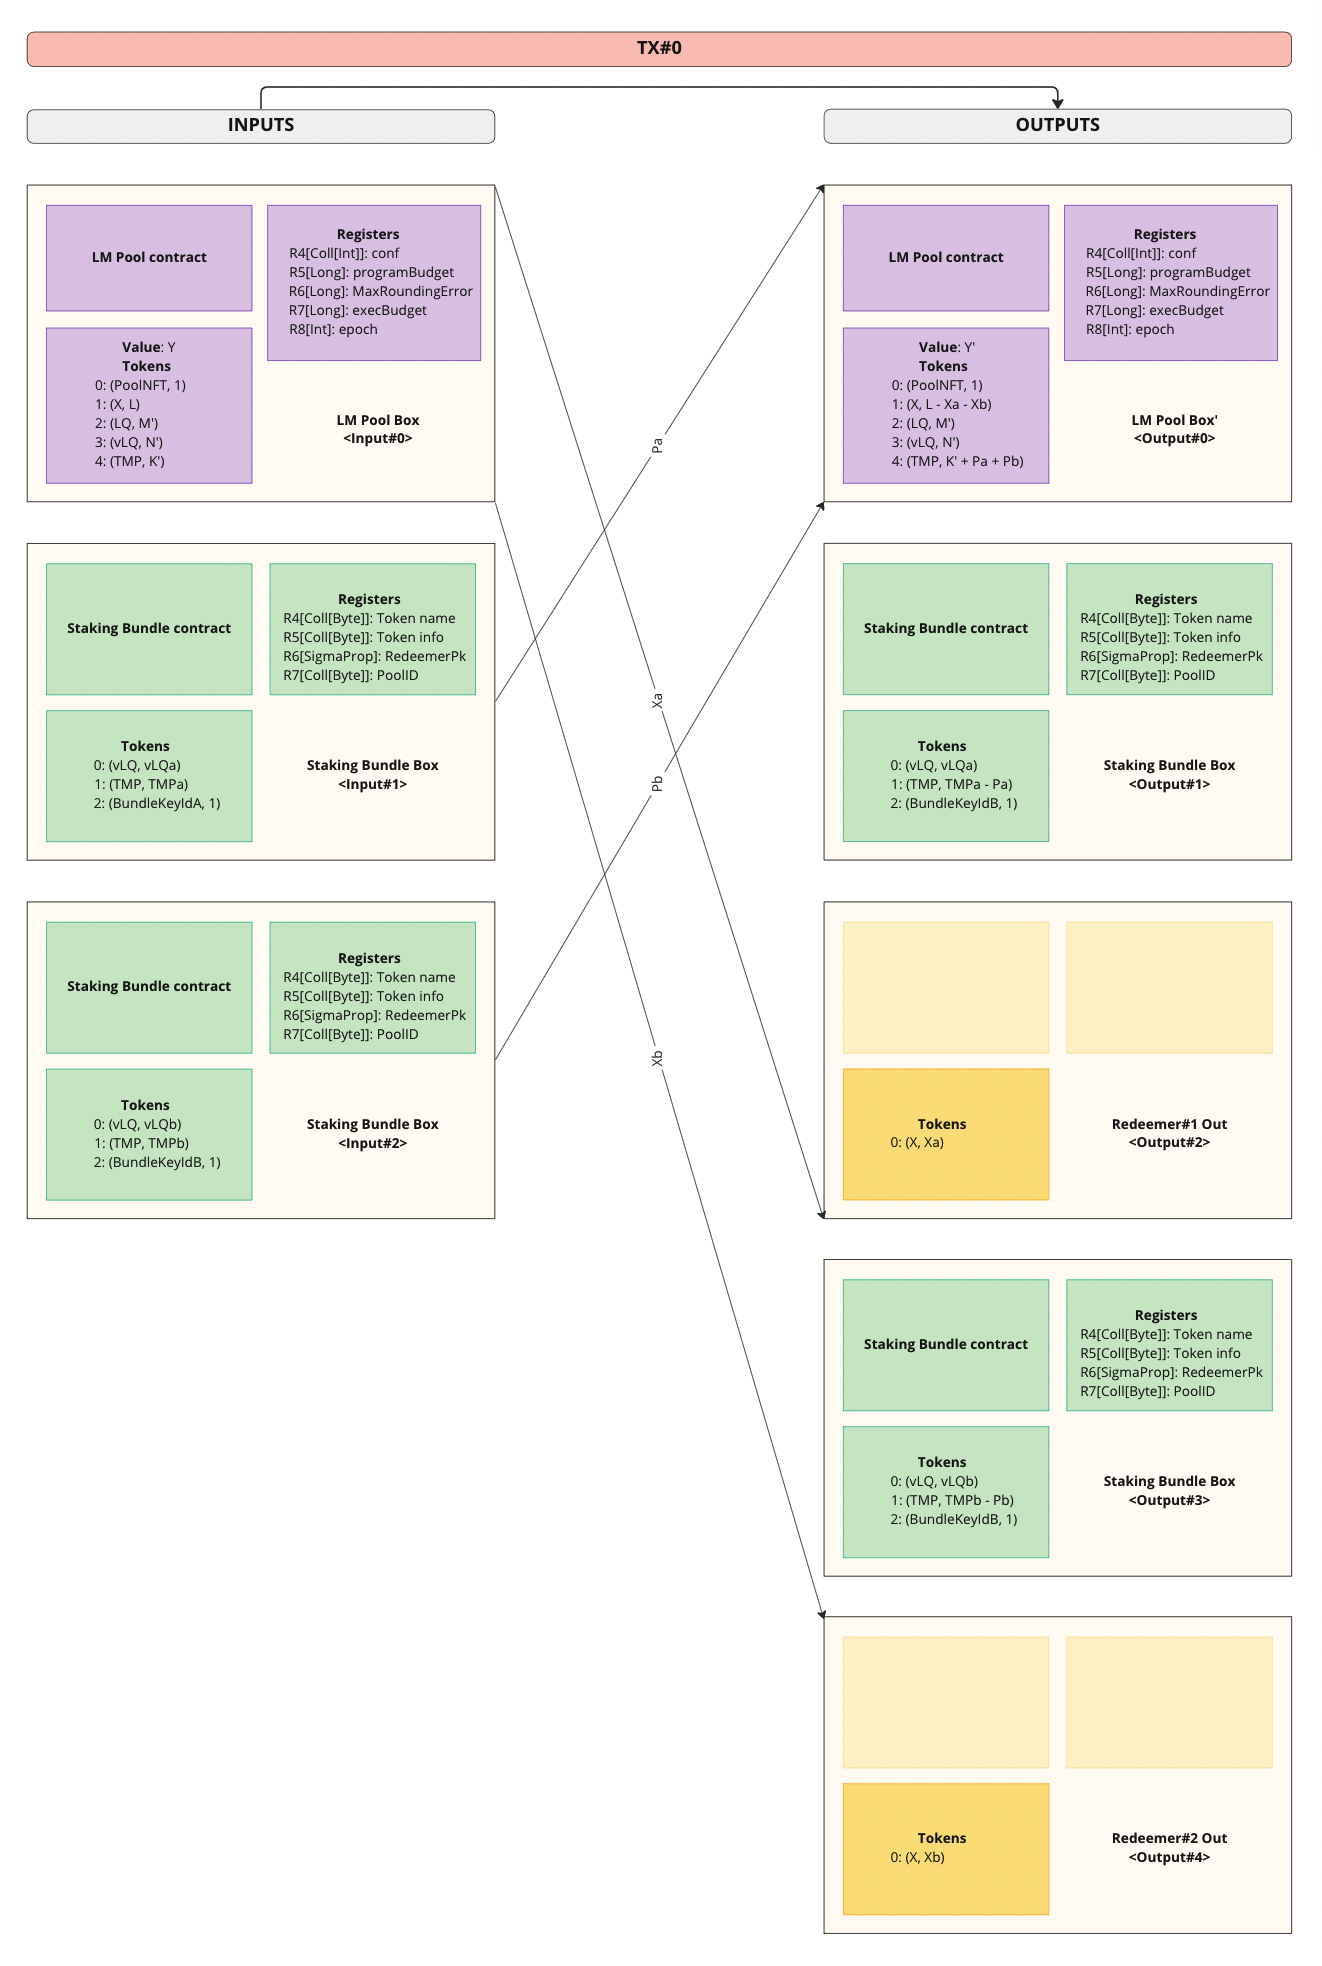 TX#0
INPUTS
OUTPUTS
LM Pool contract
Registers
R4[Coll[Int]]: conf
R5[Long]: programBudget
R6[Long]: MaxRoundingError
R7[Long]: execBudget
R8[Int]: epoch
Value: Y
Tokens
0: (PoolNFT, 1)
1: (X, L)
2: (LQ, M')
3: (vLQ, N')
4: (TMP, K')
LM Pool Box
<Input#0>
Staking Bundle contract
Registers
R4[Coll[Byte]]: Token name
R5[Coll[Byte]]: Token info
R6[SigmaProp]: RedeemerPk
R7[Coll[Byte]]: PoolID
Tokens
0: (vLQ, vLQa)
1: (TMP, TMPa)
2: (BundleKeyIdA, 1)
Staking Bundle Box
<Input#1>
Staking Bundle contract
Registers
R4[Coll[Byte]]: Token name
R5[Coll[Byte]]: Token info
R6[SigmaProp]: RedeemerPk
R7[Coll[Byte]]: PoolID
Tokens
0: (vLQ, vLQb)
1: (TMP, TMPb)
2: (BundleKeyIdB, 1)
Staking Bundle Box
<Input#2>
Pa
Xa
Pb
Xb
LM Pool contract
Registers
R4[Coll[Int]]: conf
R5[Long]: programBudget
R6[Long]: MaxRoundingError
R7[Long]: execBudget
R8[Int]: epoch
Value: Y'
Tokens
0: (PoolNFT, 1)
1: (X, L - Xa - Xb)
2: (LQ, M')
3: (vLQ, N')
4: (TMP, K' + Pa + Pb)
LM Pool Box'
<Output#0>
Staking Bundle contract
Registers
R4[Coll[Byte]]: Token name
R5[Coll[Byte]]: Token info
R6[SigmaProp]: RedeemerPk
R7[Coll[Byte]]: PoolID
Tokens
0: (vLQ, vLQa)
1: (TMP, TMPa - Pa)
2: (BundleKeyIdB, 1)
Staking Bundle Box
<Output#1>
Tokens
0: (X, Xa)
Redeemer#1 Out
<Output#2>
Staking Bundle contract
Registers
R4[Coll[Byte]]: Token name
R5[Coll[Byte]]: Token info
R6[SigmaProp]: RedeemerPk
R7[Coll[Byte]]: PoolID
Tokens
0: (vLQ, vLQb)
1: (TMP, TMPb - Pb)
2: (BundleKeyIdB, 1)
Staking Bundle Box
<Output#3>
Tokens
0: (X, Xb)
Redeemer#2 Out
<Output#4>